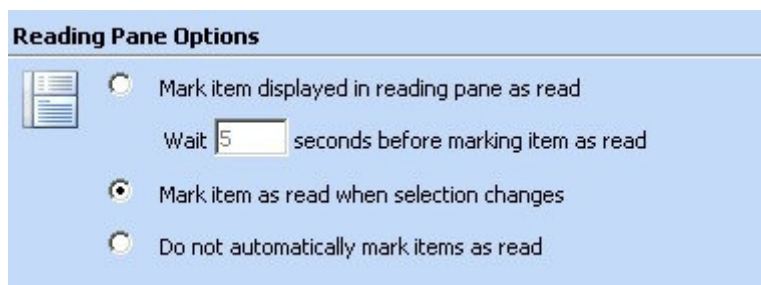 Reading Pane Options
Mark item displayed in reading pane as read
Wait 5 seconds before marking item as read
Mark item as read when selection changes
Do not automatically mark items as read